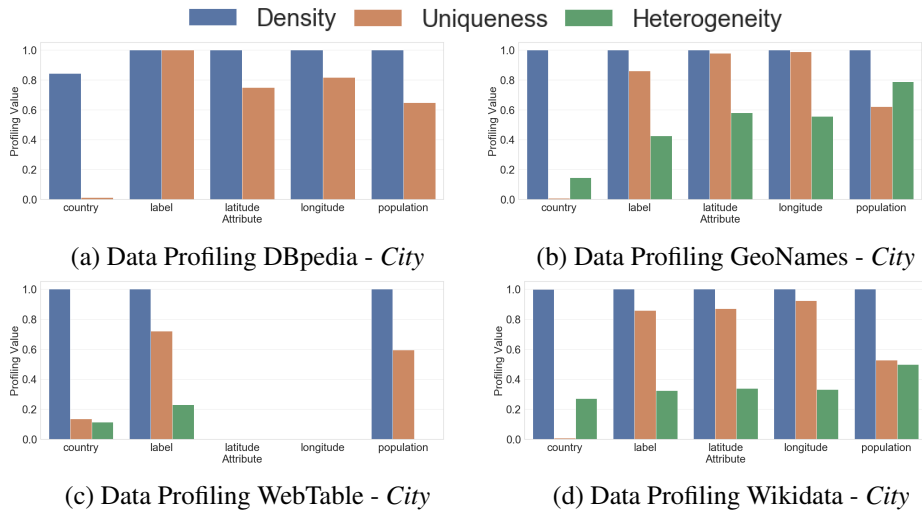 Density Uniqueness Heterogeneity
Profiling Value
1.0
0.8
0.6
0.4
0.2
0.0
country label latitude longitude population
Attribute
(a) Data Profiling DBpedia - City
Profiling Value
1.0
0.8
0.6
0.4
0.2
0.0
country label latitude longitude population
Attribute
(b) Data Profiling GeoNames - City
Profiling Value
1.0
0.8
0.6
0.4
0.2
0.0
country label latitude longitude population
Attribute
(c) Data Profiling WebTable - City
Profiling Value
1.0
0.8
0.6
0.4
0.2
0.0
country label latitude longitude population
Attribute
(d) Data Profiling Wikidata - City